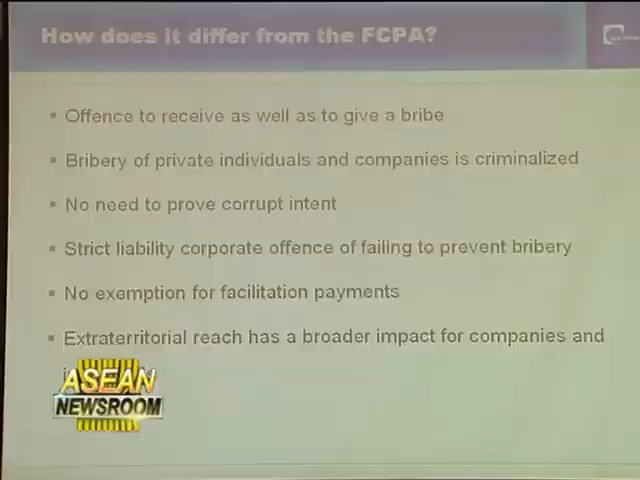 How does it differ from the FCPA?
Offence to receive as well as to give a bribe
Bribery of private individuals and companies is criminalized
No need to prove corrupt intent
Strict liability corporate offence of failing to prevent bribery
No exemption for facilitation payments
Extraterritorial reach has a broader impact for companies and
ASEAN
NEWSROOM